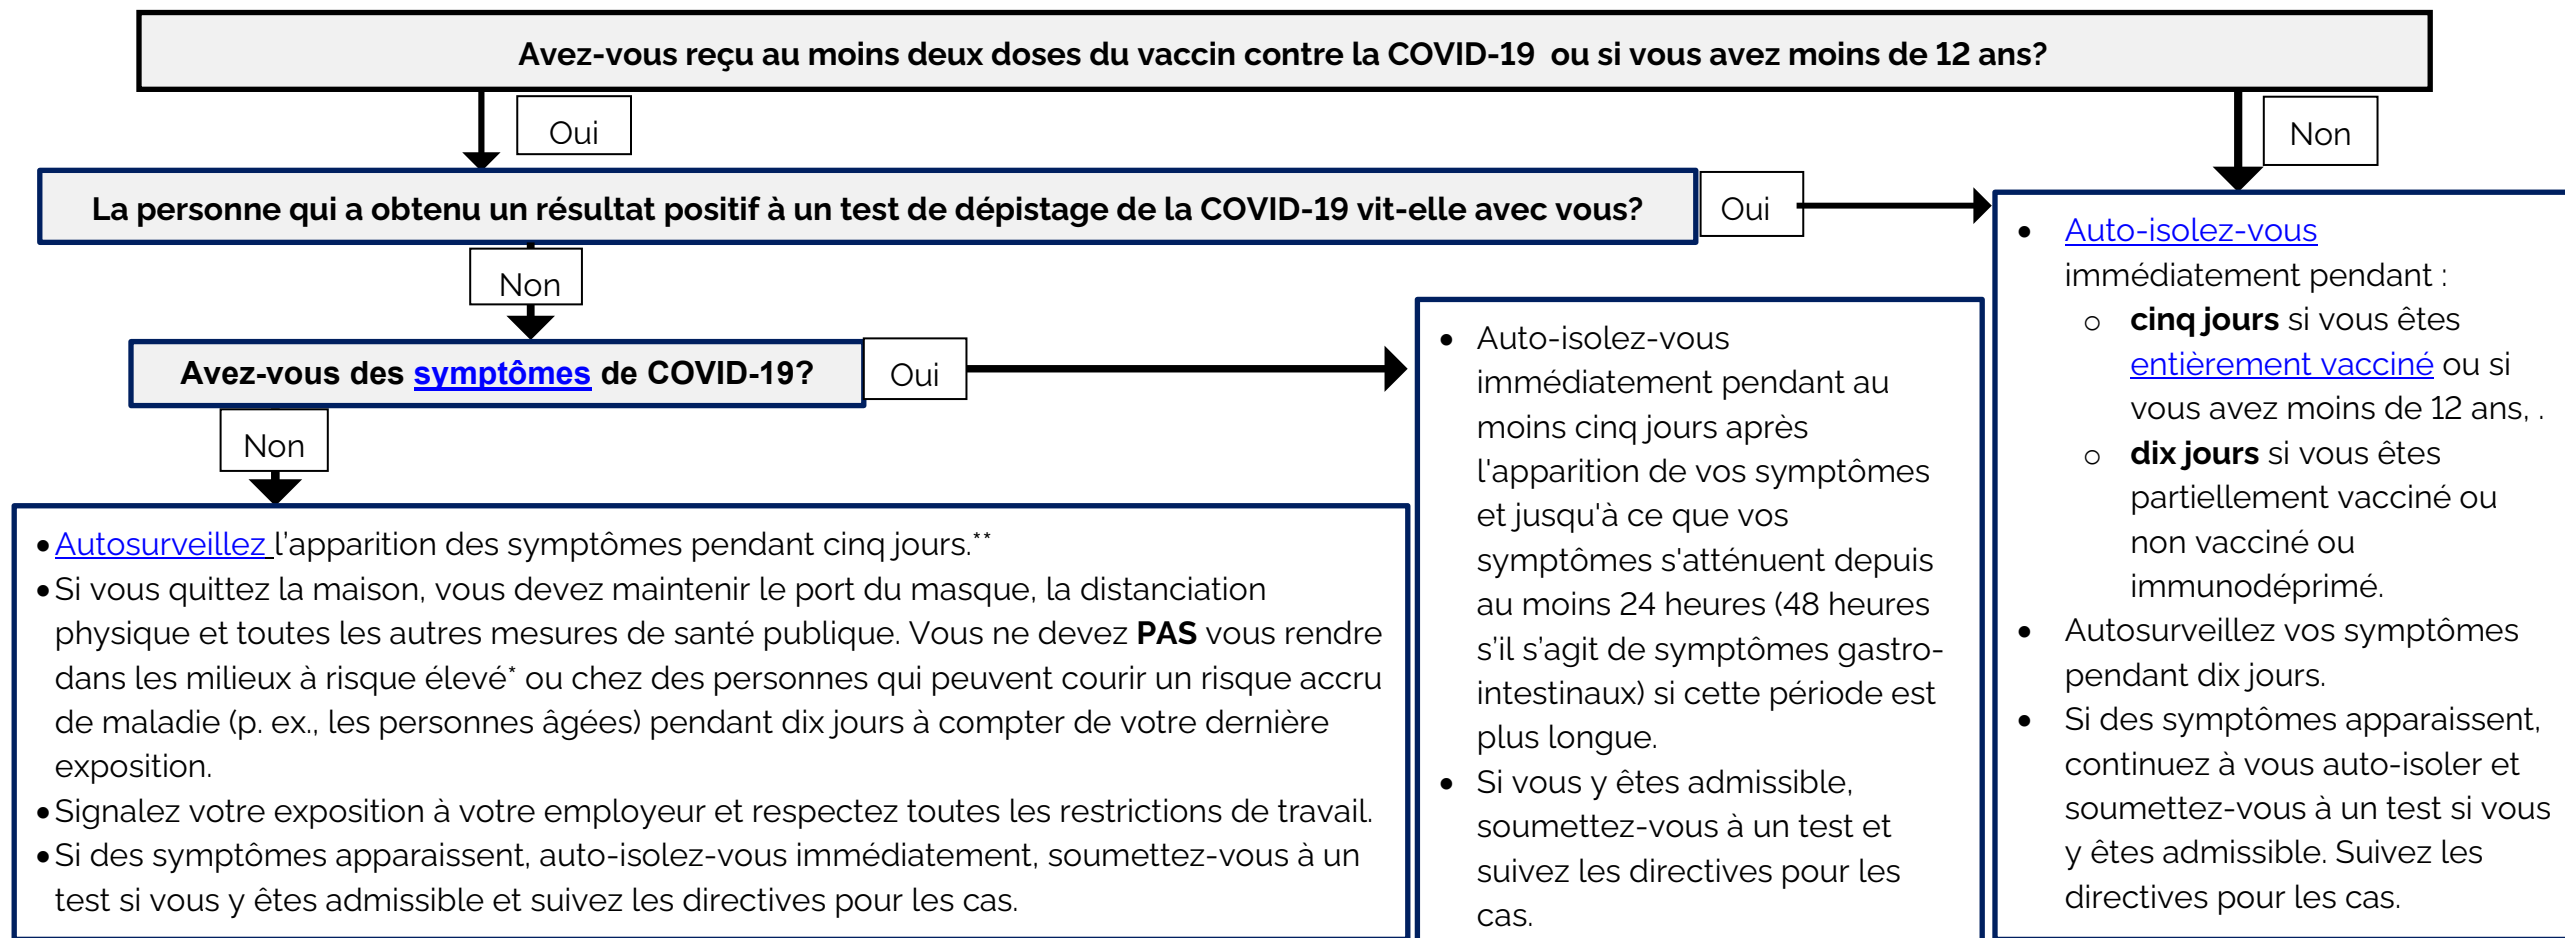 Avez-vous reçu au moins deux doses du vaccin contre la COVID-19 ou si vous avez moins de 12 ans?
Oui
Non
La personne qui a obtenu un résultat positif à un test de dépistage de la COVID-19 vit-elle avec vous?
Oui
Non
Avez-vous des symptômes de COVID-19?
Oui
Non
• Autosurveillez l'apparition des symptômes pendant cinq jours.**
• Si vous quittez la maison, vous devez maintenir le port du masque, la distanciation
physique et toutes les autres mesures de santé publique. Vous ne devez PAS vous rendre
dans les milieux à risque élevé* ou chez des personnes qui peuvent courir un risque accru
de maladie (p. ex., les personnes âgées) pendant dix jours à compter de votre dernière
exposition.
• Signalez votre exposition à votre employeur et respectez toutes les restrictions de travail.
• Si des symptômes apparaissent, auto-isolez-vous immédiatement, soumettez-vous à un
test si vous y êtes admissible et suivez les directives pour les cas.
• Auto-isolez-vous
immédiatement pendant au
moins cinq jours après
l'apparition de vos symptômes
et jusqu'à ce que vos
symptômes s'atténuent depuis
au moins 24 heures (48 heures
s'il s'agit de symptômes gastro-
intestinaux) si cette période est
plus longue.
• Si vous y êtes admissible,
soumettez-vous à un test et
suivez les directives pour les
cas.
• Auto-isolez-vous
immédiatement pendant :
o cinq jours si vous êtes
entièrement vacciné ou si
vous avez moins de 12 ans, .
o dix jours si vous êtes
partiellement vacciné ou
non vacciné ou
immunodéprimé.
• Autosurveillez vos symptômes
pendant dix jours.
• Si des symptômes apparaissent,
continuez à vous auto-isoler et
soumettez-vous à un test si vous
y êtes admissible. Suivez les
directives pour les cas.